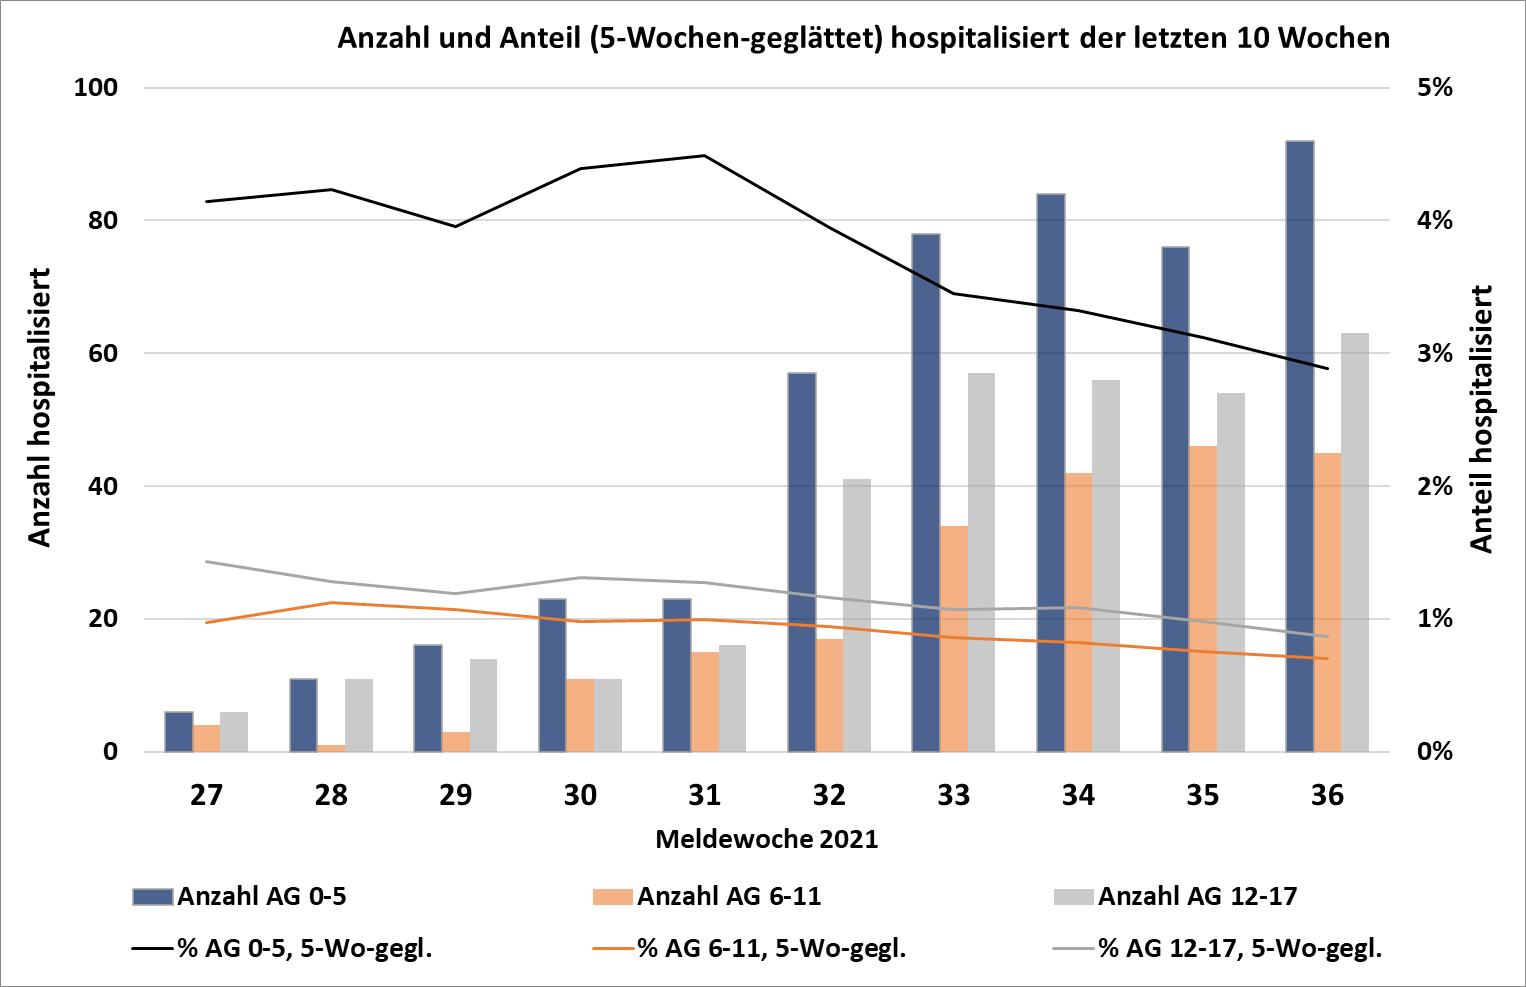 Anzahl und Anteil (5-Wochen-geglättet) hospitalisiert der letzten 10 Wochen
100 5%
80 4%
60 3%
40 2%
20 1%
0 0%
Anzahl hospitalisiert
Anteil hospitalisiert
27 28 29 30 31 32 33 34 35 36
Meldewoche 2021
Anzahl AG 0-5 Anzahl AG 6-11 Anzahl AG 12-17
% AG 0-5, 5-Wo-gegl. % AG 6-11, 5-Wo-gegl. % AG 12-17, 5-Wo-gegl.